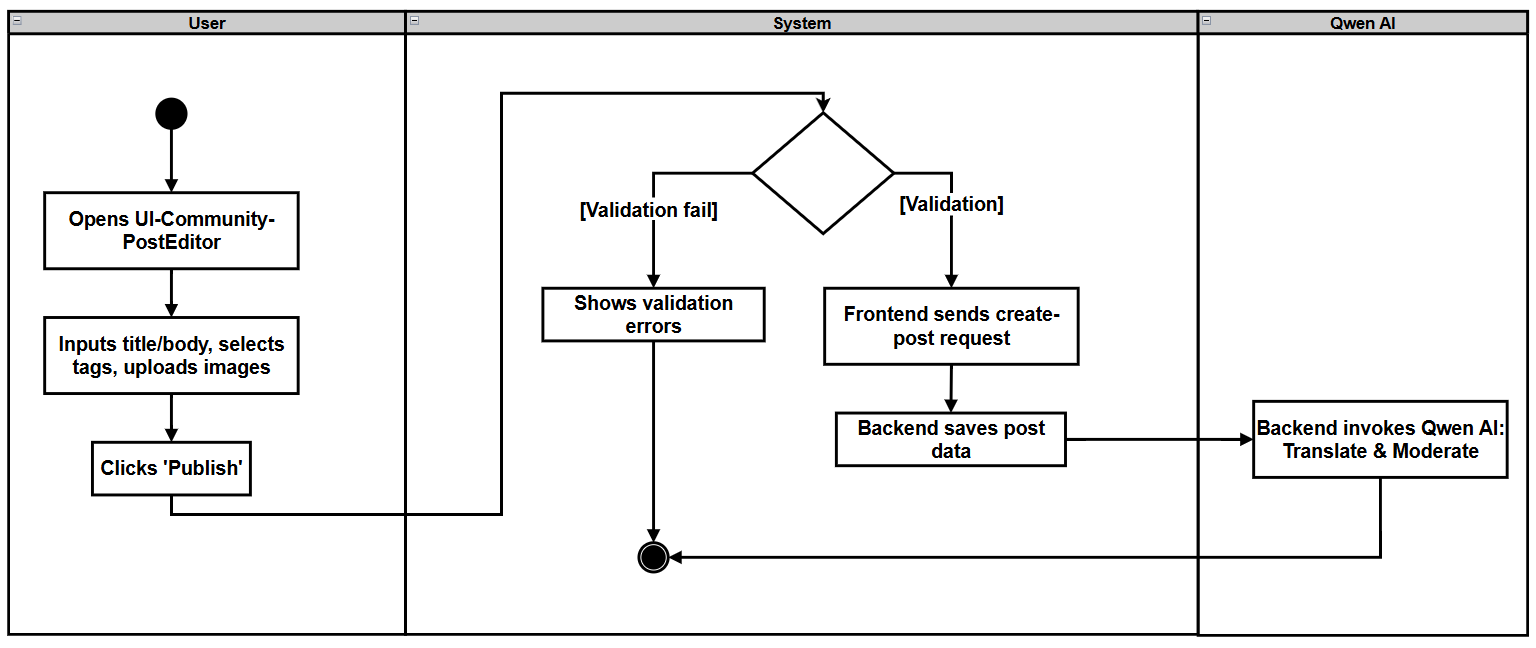 User
System
Qwen AI
Opens UI-Community-
PostEditor
Inputs title/body, selects
tags, uploads images
Clicks 'Publish'
[Validation fail]
[Validation]
Shows validation
errors
Frontend sends create-
post request
Backend saves post
data
Backend invokes Qwen AI:
Translate & Moderate